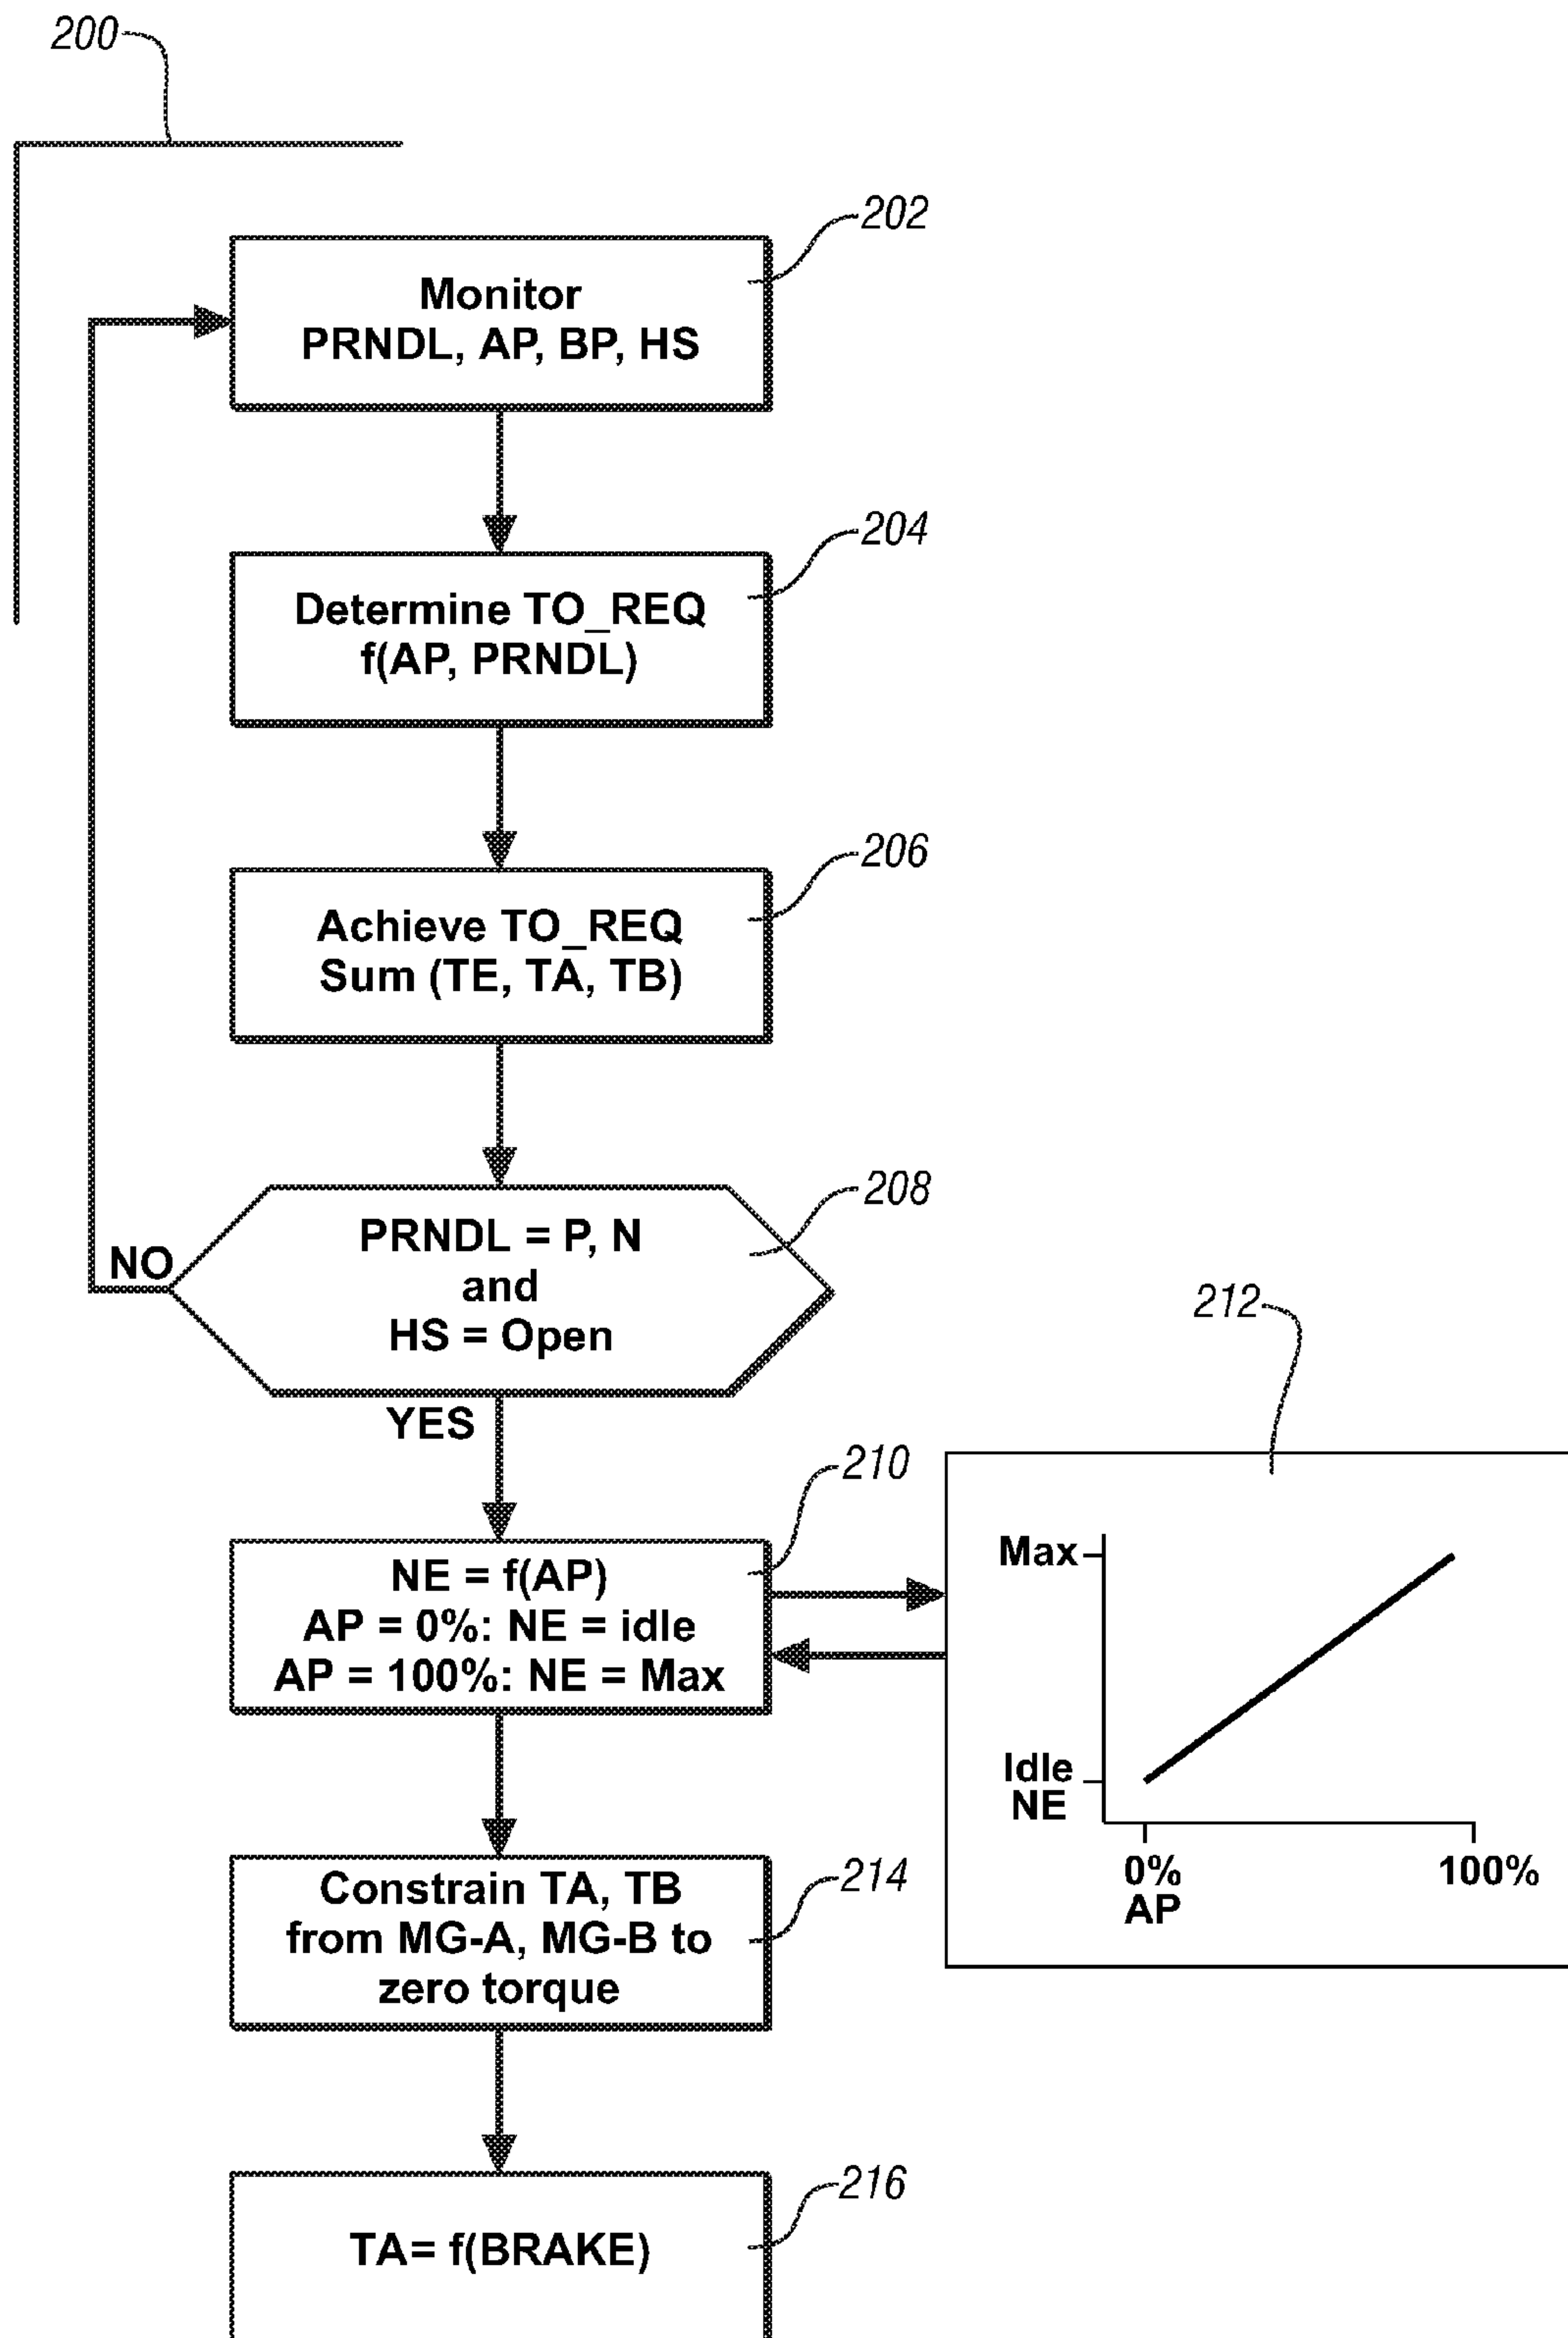 200
202
Monitor
PRNDL, AP, BP, HS
204
Determine TO_REQ
f(AP, PRNDL)
206
Achieve TO_REQ
Sum (TE, TA, TB)
208
PRNDL = P, N
and
HS = Open
NO
YES
210
NE = f(AP)
AP = 0%: NE = idle
AP = 100%: NE = Max
212
Max
Idle
NE
0%
100%
AP
214
Constrain TA, TB
from MG-A, MG-B to
zero torque
216
TA= f(BRAKE)